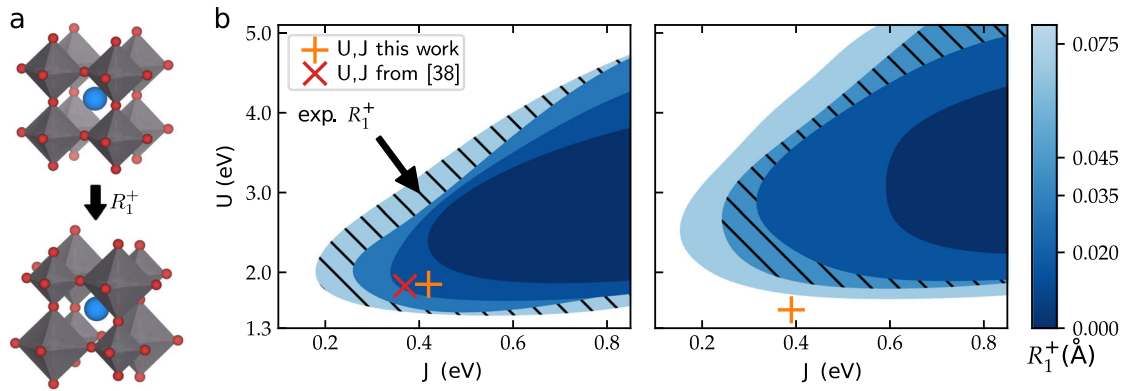 a
b
R₁⁺
U (eV)
5.0
4.0
3.0
2.0
1.3
U,J this work
U,J from [38]
exp. R₁⁺
0.2
0.4
0.6
0.8
J (eV)
0.2
0.4
0.6
0.8
J (eV)
0.075
0.045
0.035
0.020
0.000
R₁⁺(Å)